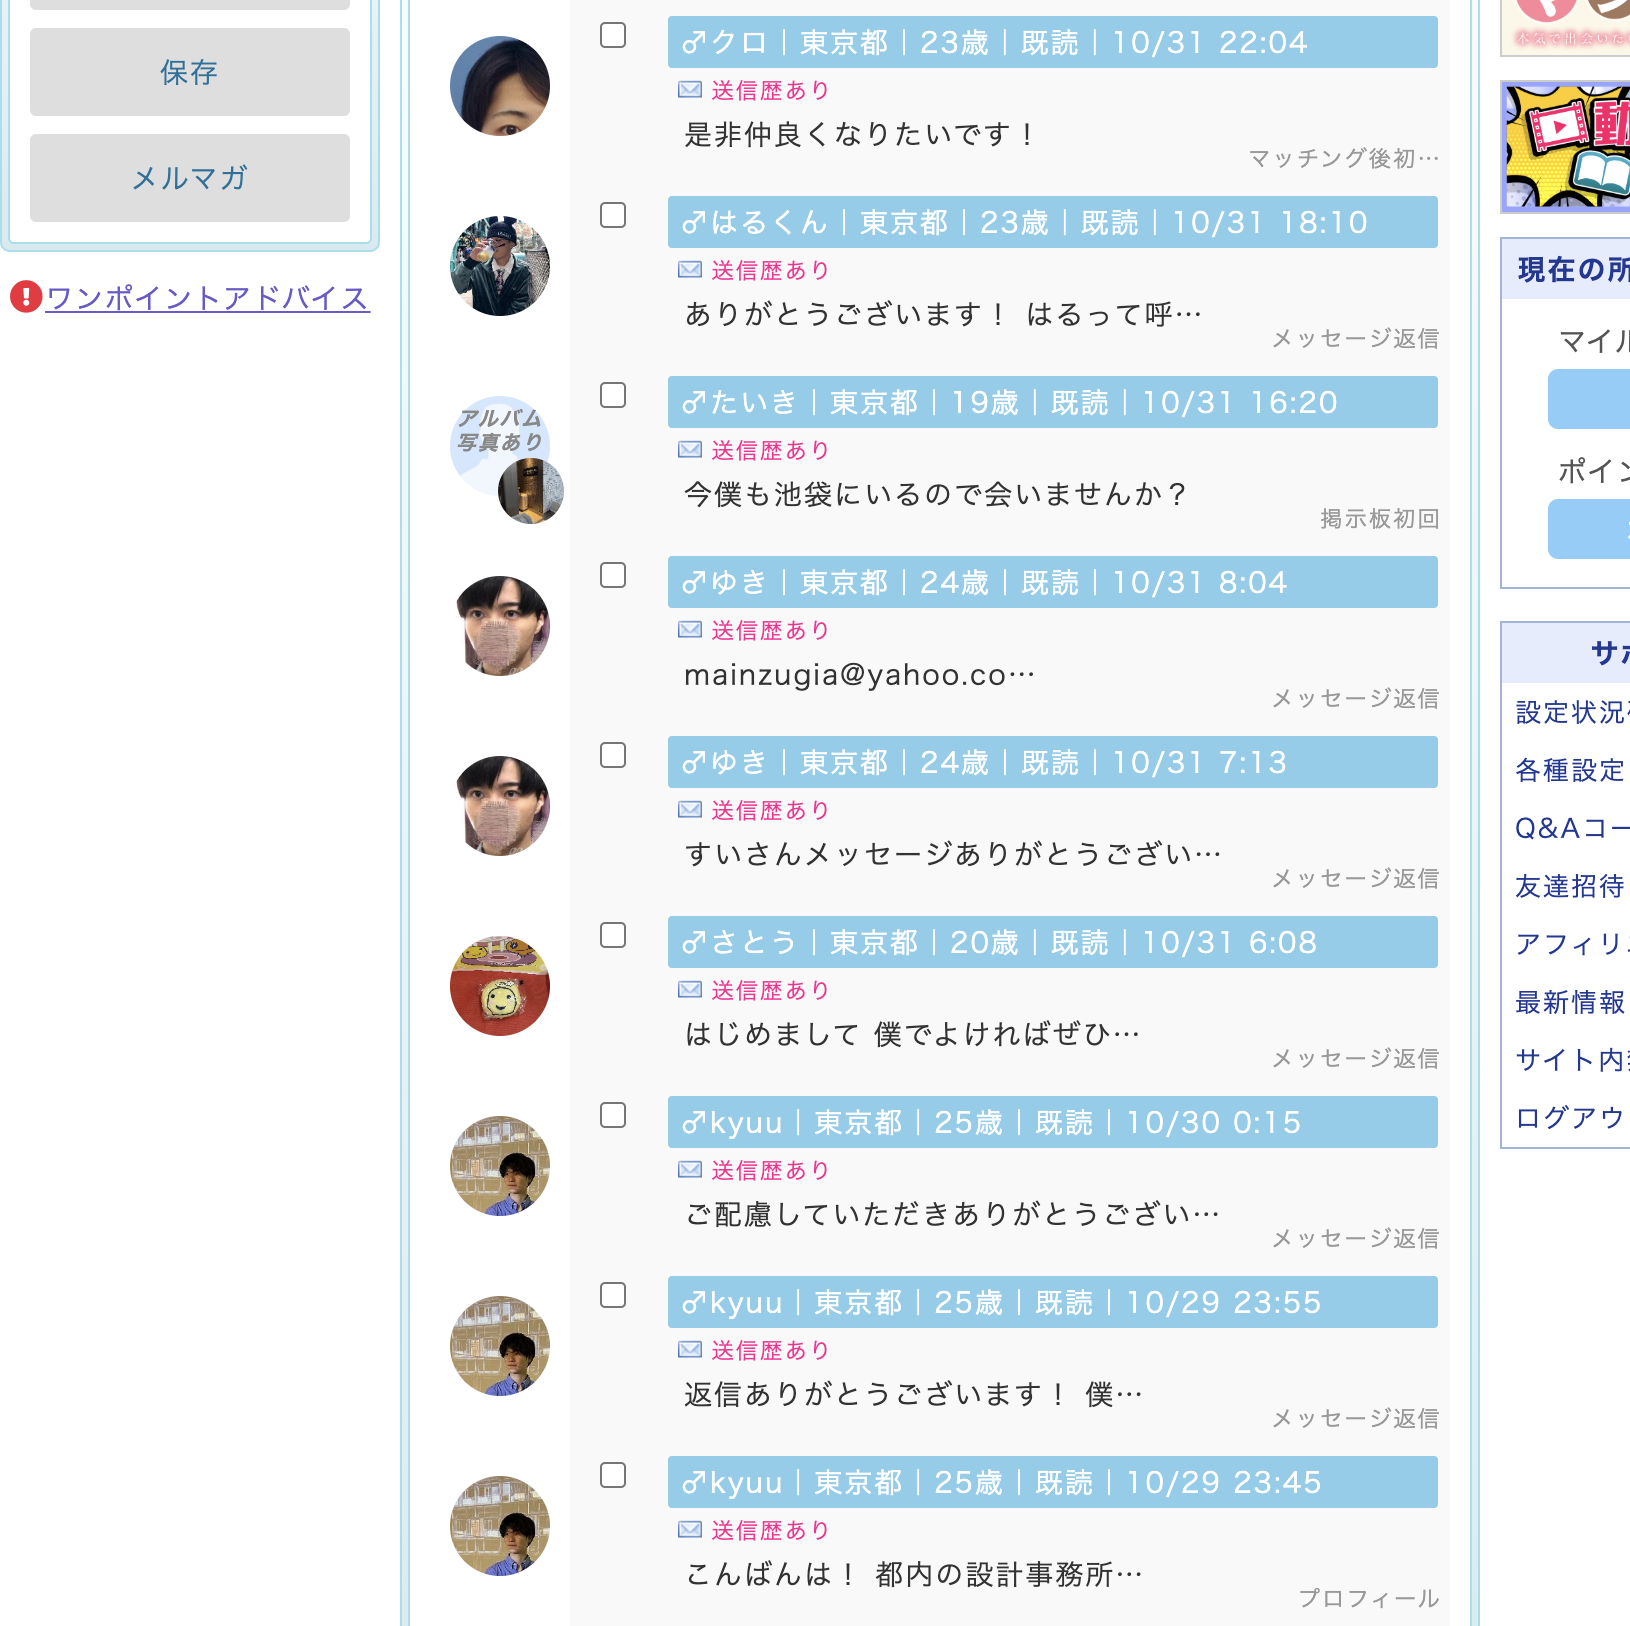 保存
メルマガ
ワンポイントアドバイス
♂クロ｜東京都｜23歳｜既読｜10/31 22:04
送信歴あり
是非仲良くなりたいです！
マッチング後初…
♂はるくん｜東京都｜23歳｜既読｜10/31 18:10
送信歴あり
ありがとうございます！ はるって呼…
メッセージ返信
アルバム
写真あり
♂たいき｜東京都｜19歳｜既読｜10/31 16:20
送信歴あり
今僕も池袋にいるので会いませんか？
掲示板初回
♂ゆき｜東京都｜24歳｜既読｜10/31 8:04
送信歴あり
mainzugia@yahoo.co…
メッセージ返信
♂ゆき｜東京都｜24歳｜既読｜10/31 7:13
送信歴あり
すいさんメッセージありがとうござい…
メッセージ返信
♂さとう｜東京都｜20歳｜既読｜10/31 6:08
送信歴あり
はじめまして 僕でよければぜひ…
メッセージ返信
♂kyuu｜東京都｜25歳｜既読｜10/30 0:15
送信歴あり
ご配慮していただきありがとうござい…
メッセージ返信
♂kyuu｜東京都｜25歳｜既読｜10/29 23:55
送信歴あり
返信ありがとうございます！ 僕…
メッセージ返信
♂kyuu｜東京都｜25歳｜既読｜10/29 23:45
送信歴あり
こんばんは！ 都内の設計事務所…
プロフィール
本気で出会いた
動
現在の所
マイル
ポイン
サポ
設定状況
各種設定
Q&Aコー
友達招待
アフィリ
最新情報
サイト内
ログアウ